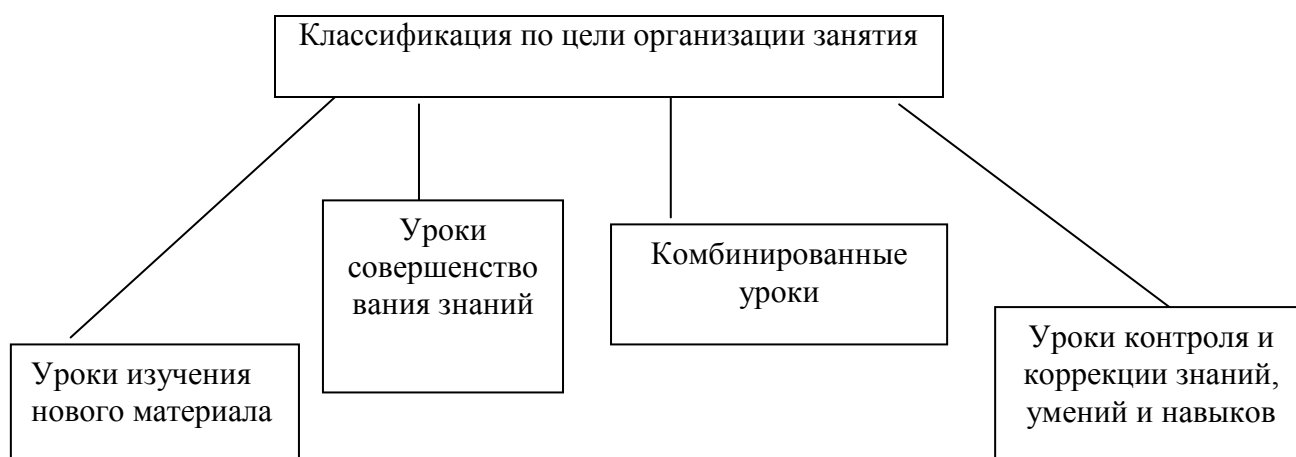 Классификация по цели организации занятия
Уроки
совершенство
вания знаний
Комбинированные
уроки
Уроки изучения
нового материала
Уроки контроля и
коррекции знаний,
умений и навыков